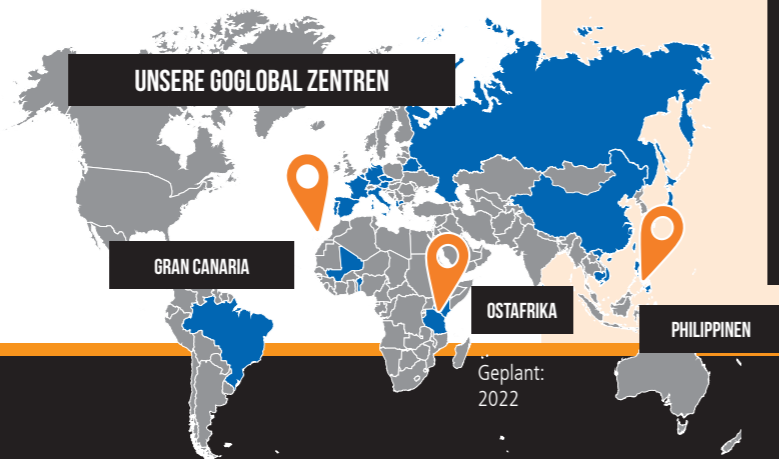 UNSERE GOGLOBAL ZENTREN
GRAN CANARIA
OSTAFRIKA
PHILIPPINEN
Geplant:
2022